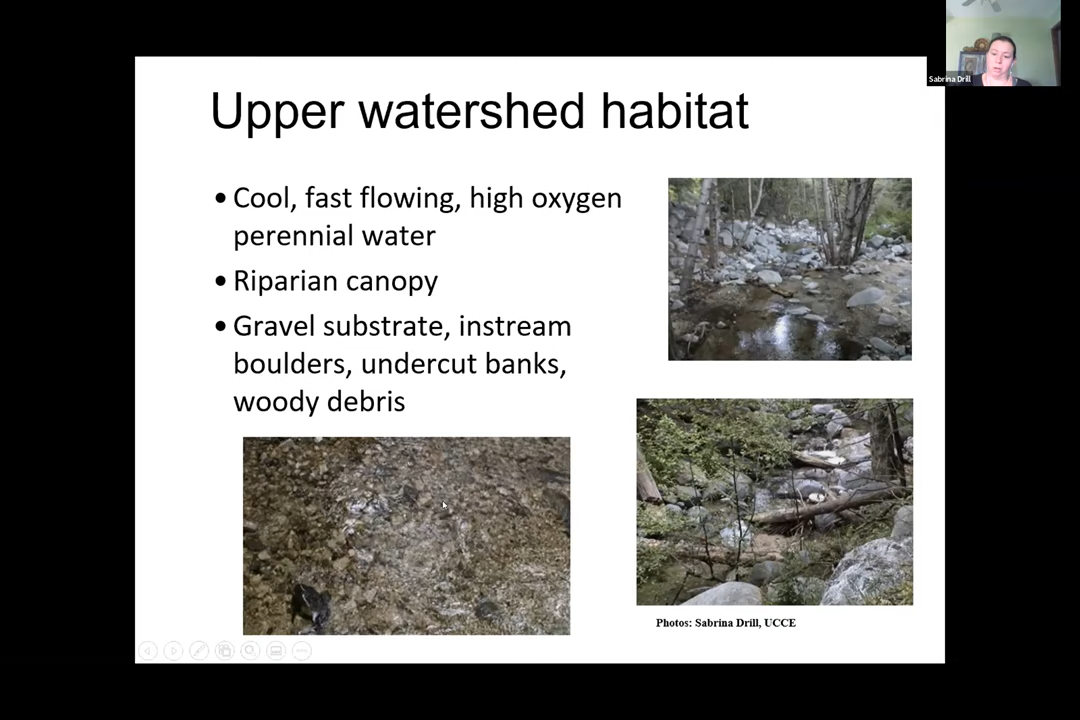 Sabrina Drill
Upper watershed habitat
• Cool, fast flowing, high oxygen
perennial water
• Riparian canopy
• Gravel substrate, instream
boulders, undercut banks,
woody debris
Photos: Sabrina Drill, UCCE